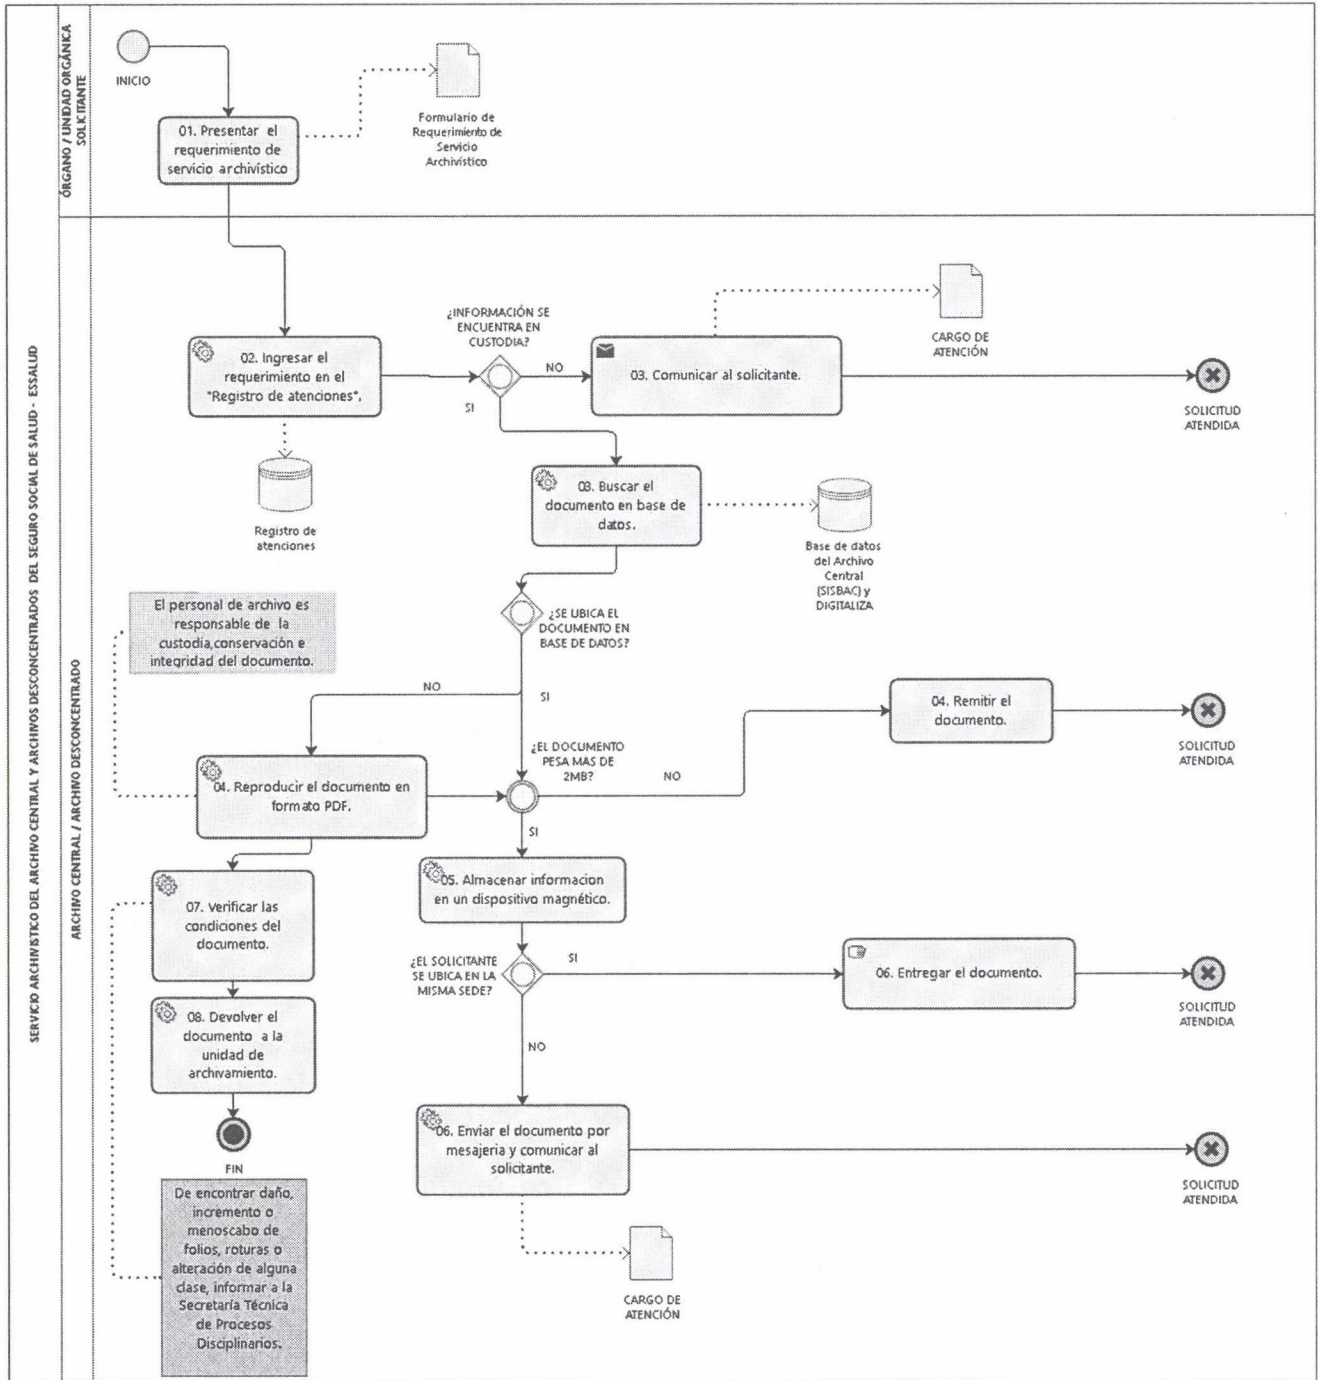 SERVICIO ARCHIVISTICO DEL ARCHIVO CENTRAL Y ARCHIVOS DESCONCENTRADOS DEL SEGURO SOCIAL DE SALUD - ESSALUD
ÓRGANO / UNIDAD ORGÁNICA
SOLICITANTE
INICIO
01. Presentar el
requerimiento de
servicio archivístico
Formulario de
Requerimiento de
Servicio
Archivístico
ARCHIVO CENTRAL / ARCHIVO DESCONCENTRADO
02. Ingresar el
requerimiento en el
"Registro de atenciones".
Registro de
atenciones
¿INFORMACIÓN SE
ENCUENTRA EN
CUSTODIA?
NO
SI
03. Comunicar al solicitante.
CARGO DE
ATENCIÓN
SOLICITUD
ATENDIDA
03. Buscar el
documento en base de
datos.
Base de datos
del Archivo
Central
(SISBAC) y
DIGITALIZA
El personal de archivo es
responsable de la
custodia,conservación e
integridad del documento.
¿SE UBICA EL
DOCUMENTO EN
BASE DE DATOS?
NO
SI
04. Reproducir el documento en
formato PDF.
¿EL DOCUMENTO
PESA MAS DE
2MB?
NO
04. Remitir el
documento.
SOLICITUD
ATENDIDA
SI
05. Almacenar informacion
en un dispositivo magnético.
07. Verificar las
condiciones del
documento.
¿EL SOLICITANTE
SE UBICA EN LA
MISMA SEDE?
SI
06. Entregar el documento.
SOLICITUD
ATENDIDA
08. Devolver el
documento a la
unidad de
archivamiento.
NO
FIN
06. Enviar el documento por
mesajeria y comunicar al
solicitante.
SOLICITUD
ATENDIDA
De encontrar daño,
incremento o
menoscabo de
folios, roturas o
alteración de alguna
clase, informar a la
Secretaría Técnica
de Procesos
Disciplinarios.
CARGO DE
ATENCIÓN